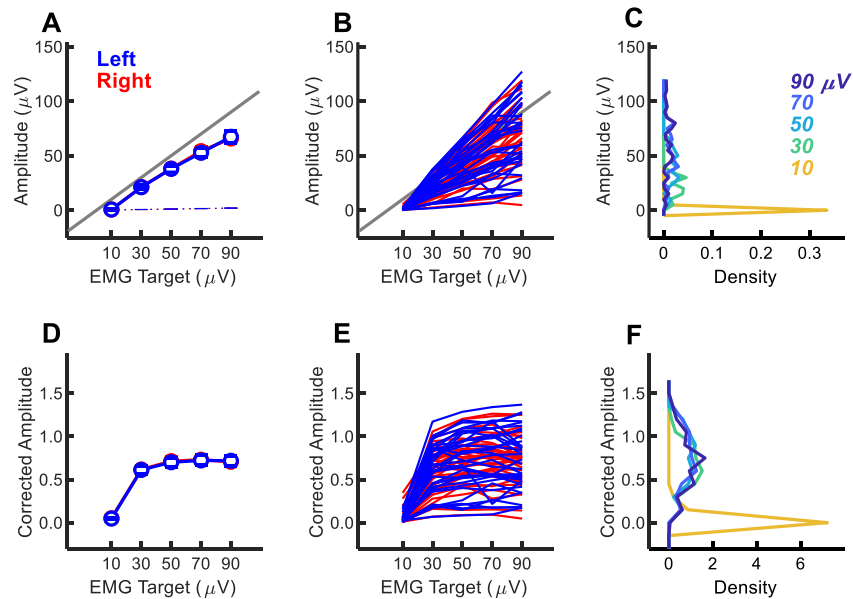 A
B
C
Left
Right
Amplitude (μV)
150
100
50
0
10 30 50 70 90
EMG Target (μV)
Amplitude (μV)
150
100
50
0
10 30 50 70 90
EMG Target (μV)
Amplitude (μV)
150
100
50
0
90 μV
70
50
30
10
0 0.1 0.2 0.3
Density
D
E
F
Corrected Amplitude
1.5
1.0
0.5
0.0
10 30 50 70 90
EMG Target (μV)
Corrected Amplitude
1.5
1.0
0.5
0.0
10 30 50 70 90
EMG Target (μV)
Corrected Amplitude
1.5
1.0
0.5
0.0
0 2 4 6
Density